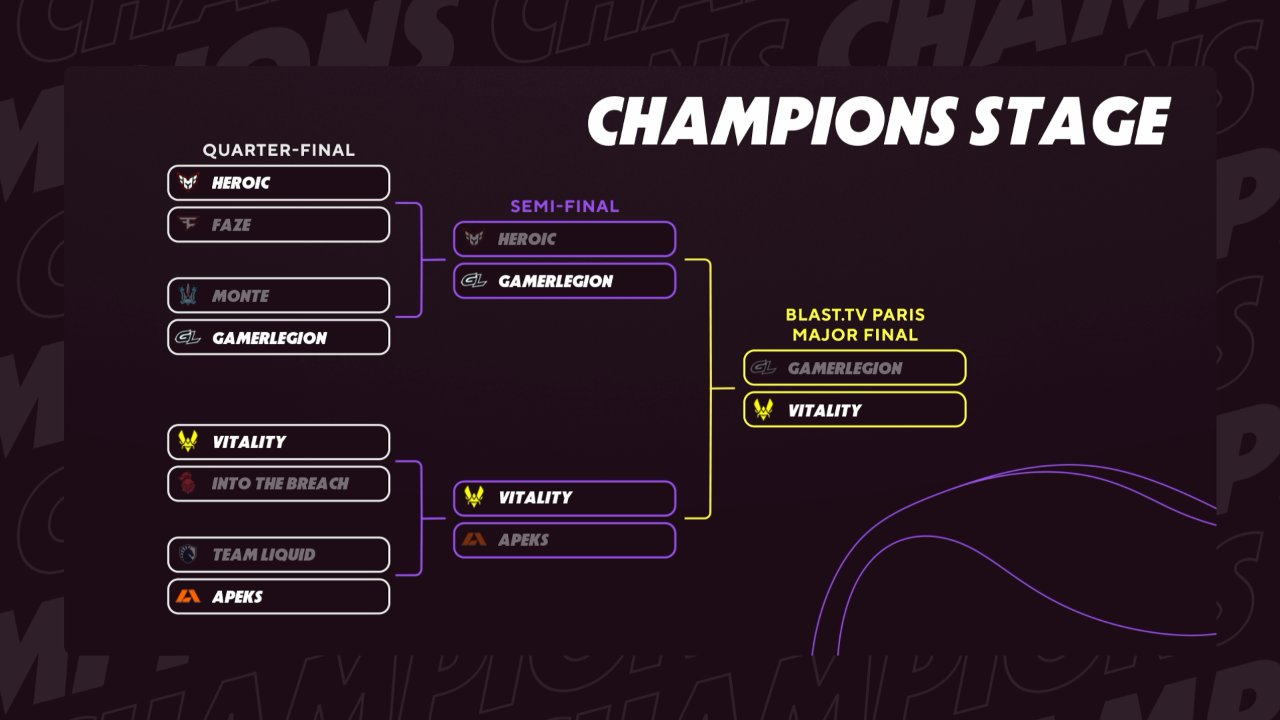 CHAMPIONS STAGE
QUARTER-FINAL
HEROIC
FAZE
MONTE
GAMERLEGION
VITALITY
INTO THE BREACH
TEAM LIQUID
APEKS
SEMI-FINAL
HEROIC
GAMERLEGION
VITALITY
APEKS
BLAST.TV PARIS
MAJOR FINAL
GAMERLEGION
VITALITY